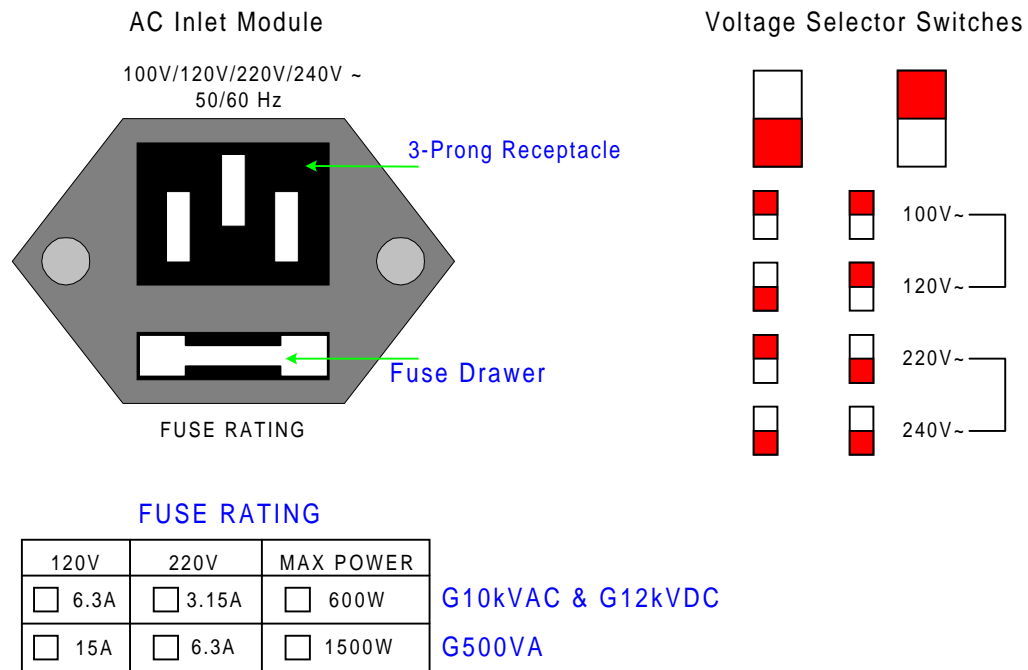 AC Inlet Module
100V/120V/220V/240V ~
50/60 Hz
3-Prong Receptacle
Fuse Drawer
FUSE RATING
Voltage Selector Switches
100V~
120V~
220V~
240V~
FUSE RATING
120V 220V MAX POWER
6.3A 3.15A 600W G10kVAC & G12kVDC
15A 6.3A 1500W G500VA